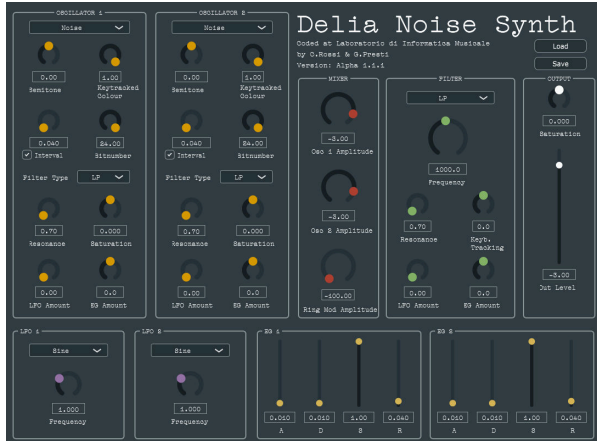 OSCILLATOR 1
Noise
0.00
1.00
Semitone
Keytracked
Colour
0.040
24.00
Interval
Bitnumber
Filter Type
LP
0.70
0.000
Resonance
Saturation
0.00
0.0
LFO Amount
EG Amount
OSCILLATOR 2
Noise
0.00
1.00
Semitone
Keytracked
Colour
0.040
24.00
Interval
Bitnumber
Filter Type
LP
0.70
0.000
Resonance
Saturation
0.00
0.0
LFO Amount
EG Amount
Delia Noise Synth
Coded at Laboratorio di Informatica Musicale
by O.Rossi & G.Presti
Version: Alpha 1.1.1
Load
Save
MIXER
-3.00
Osc 1 Amplitude
-3.00
Osc 2 Amplitude
-100.00
Ring Mod Amplitude
FILTER
LP
1000.0
Frequency
0.70
0.0
Resonance
Keyb.
Tracking
0.00
0.0
LFO Amount
EG Amount
OUTPUT
0.000
Saturation
-3.00
Out Level
LFO 1
Sine
1.000
Frequency
LFO 2
Sine
1.000
Frequency
EG 1
0.010
0.010
1.000
0.040
A
D
S
R
EG 2
0.010
0.010
1.000
0.040
A
D
S
R